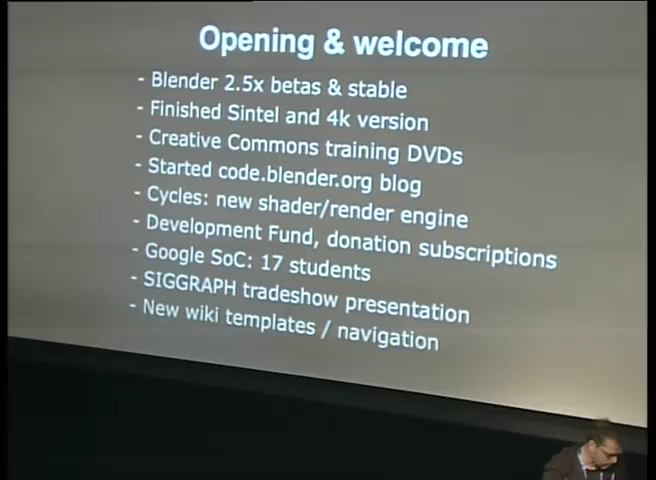 Opening & welcome
- Blender 2.5x betas & stable
- Finished Sintel and 4k version
- Creative Commons training DVDs
- Started code.blender.org blog
- Cycles: new shader/render engine
- Development Fund, donation subscriptions
- Google SoC: 17 students
- SIGGRAPH tradeshow presentation
- New wiki templates / navigation